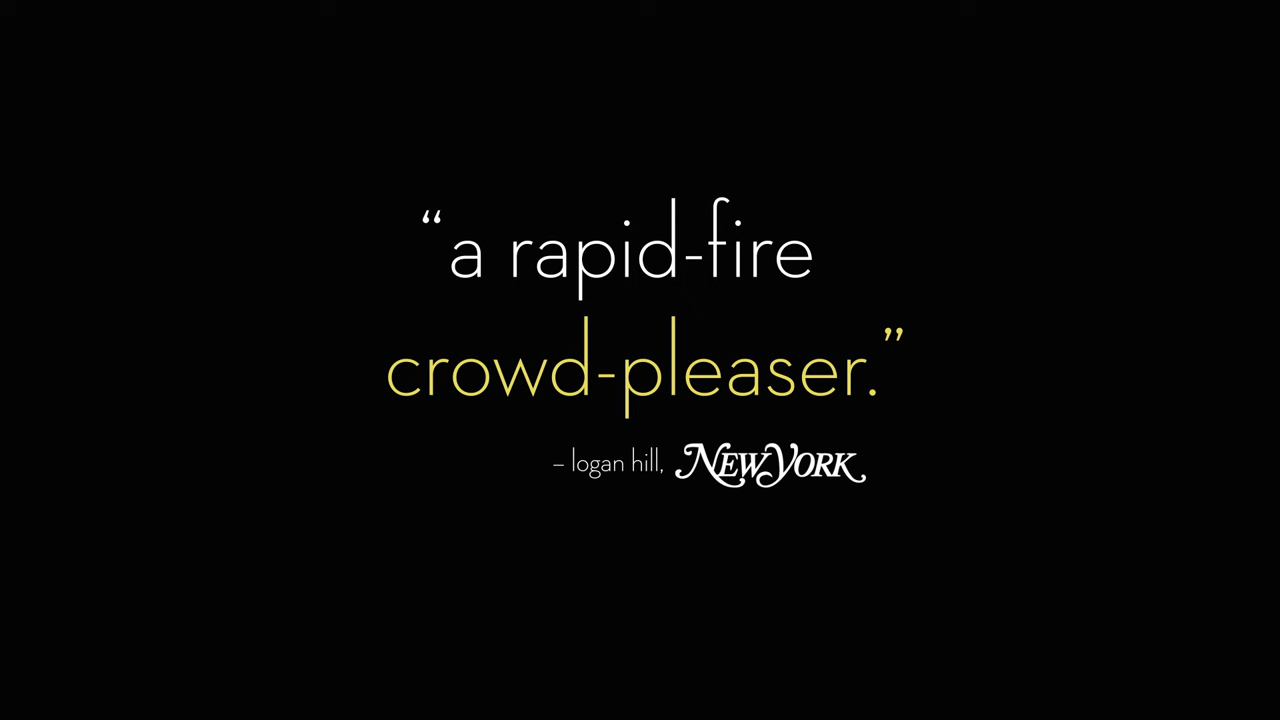 “a rapid-fire
crowd-pleaser.”
– logan hill, NEW YORK